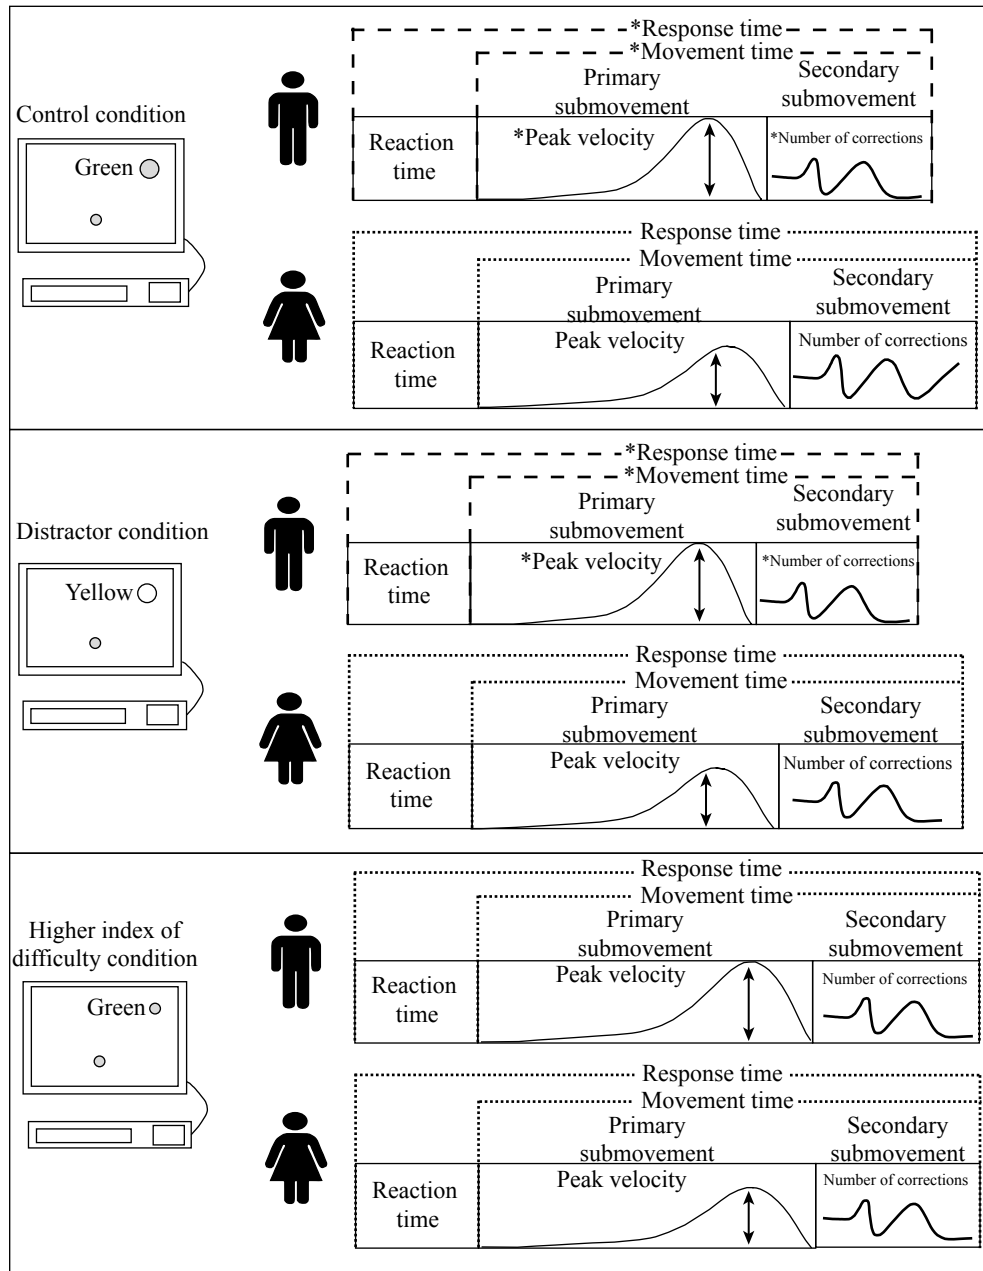 *Response time
*Movement time
Primary
submovement
Secondary
submovement
Control condition
Green
Reaction
time
*Peak velocity
*Number of corrections
Response time
Movement time
Primary
submovement
Secondary
submovement
Reaction
time
Peak velocity
Number of corrections
*Response time
*Movement time
Primary
submovement
Secondary
submovement
Distractor condition
Yellow
Reaction
time
*Peak velocity
*Number of corrections
Response time
Movement time
Primary
submovement
Secondary
submovement
Reaction
time
Peak velocity
Number of corrections
Response time
Movement time
Primary
submovement
Secondary
submovement
Higher index of
difficulty condition
Green
Reaction
time
Peak velocity
Number of corrections
Response time
Movement time
Primary
submovement
Secondary
submovement
Reaction
time
Peak velocity
Number of corrections